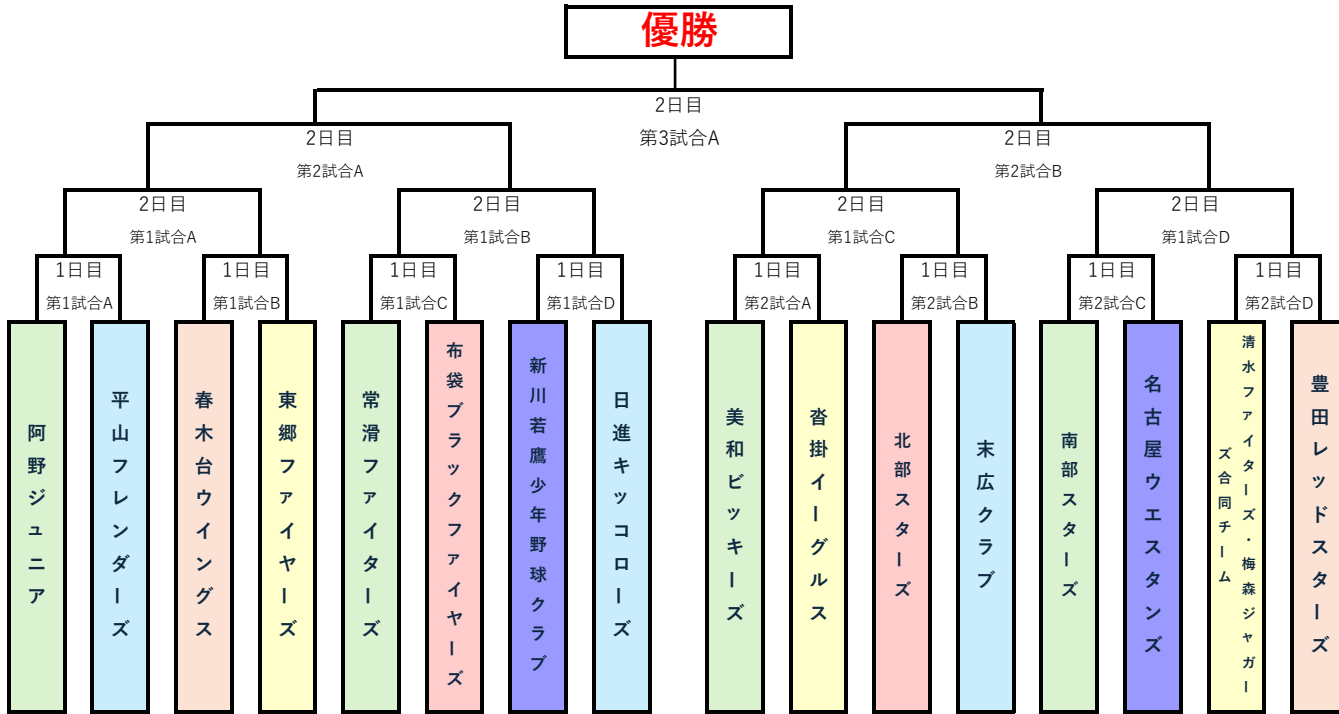 優勝
2日目
第3試合A
2日目
第2試合A
2日目
第2試合B
2日目
第1試合A
2日目
第1試合B
2日目
第1試合C
2日目
第1試合D
1日目
第1試合A
1日目
第1試合B
1日目
第1試合C
1日目
第1試合D
1日目
第2試合A
1日目
第2試合B
1日目
第2試合C
1日目
第2試合D
阿野ジュニア
平山フレンダーズ
春木台ウイングス
東郷ファイヤーズ
常滑ファイターズ
布袋ブラックファイヤーズ
新川若鷹少年野球クラブ
日進キッコローズ
美和ビッキーズ
沓掛イーグルス
北部スターズ
末広クラブ
南部スターズ
名古屋ウエスタンズ
清水ファイターズ・梅森ジャガー
ズ合同チーム
豊田レッドスターズ